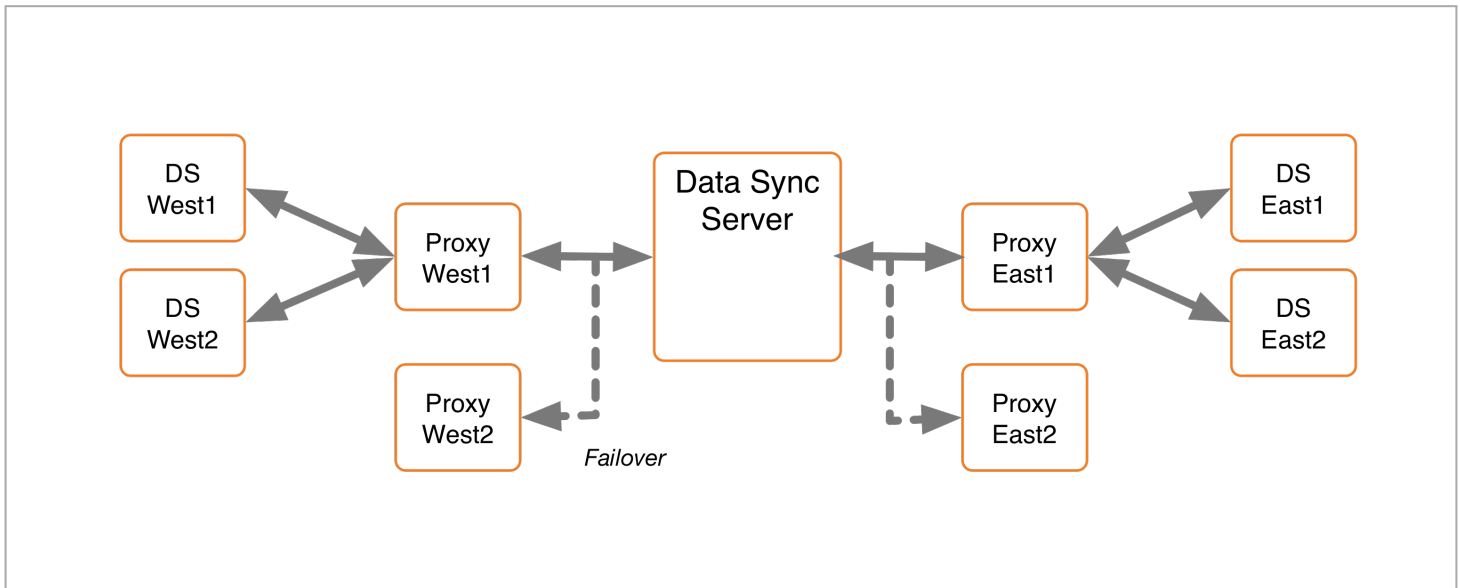 DS
West1
DS
West2
Proxy
West1
Proxy
West2
Failover
Data Sync
Server
Proxy
East1
Proxy
East2
DS
East1
DS
East2